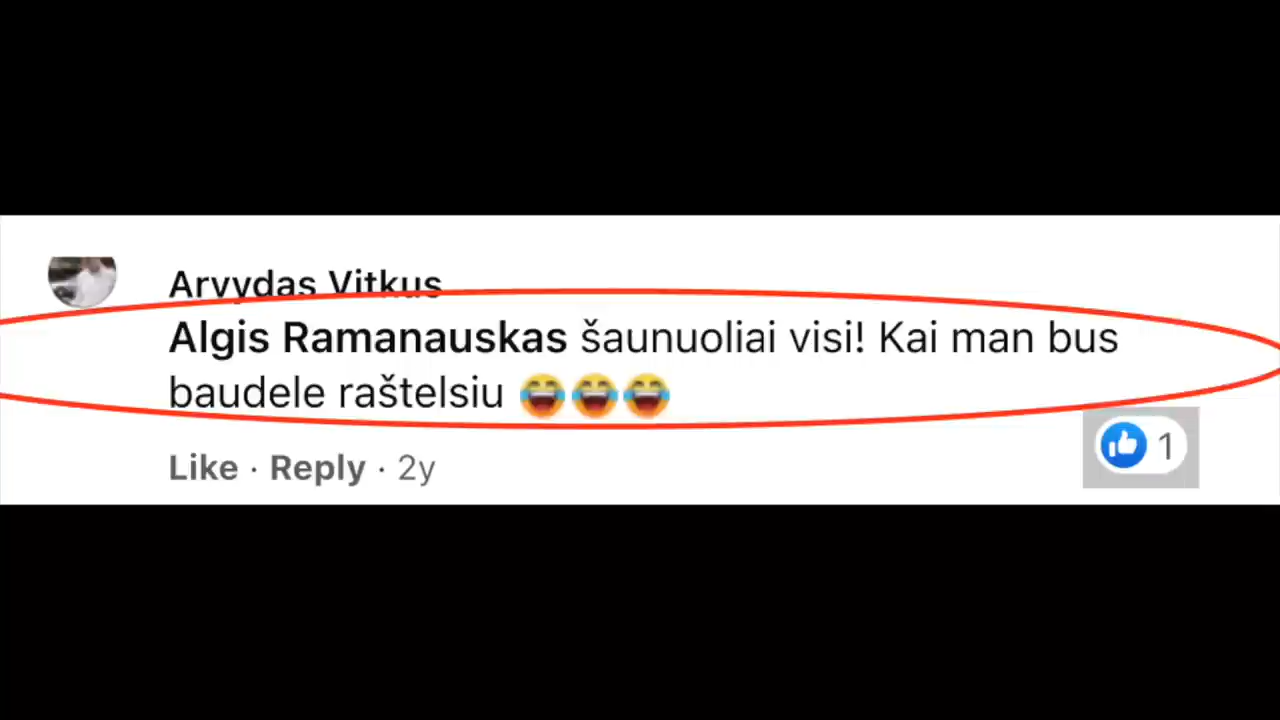 Arvydas Vitkus
Algis Ramanauskas šaunuoliai visi! Kai man bus
baudele raštelsiu 😂😂😂
Like · Reply · 2y
1